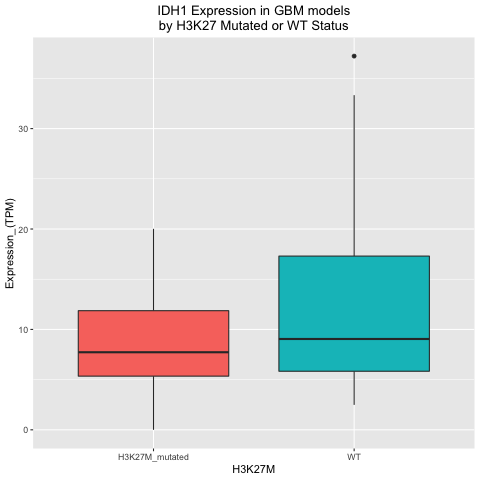 IDH1 Expression in GBM models
by H3K27 Mutated or WT Status
Expression_(TPM)
30
20
10
0
H3K27M_mutated WT
H3K27M